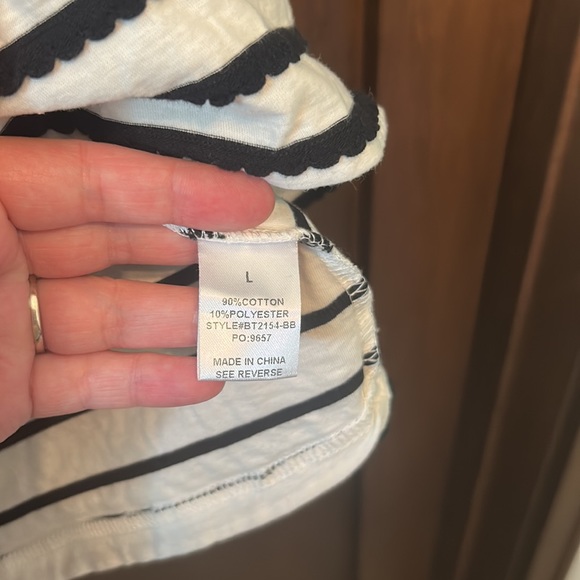 L
90%COTTON
10%POLYESTER
STYLE#BT2154-BB
PO:9657
MADE IN CHINA
SEE REVERSE